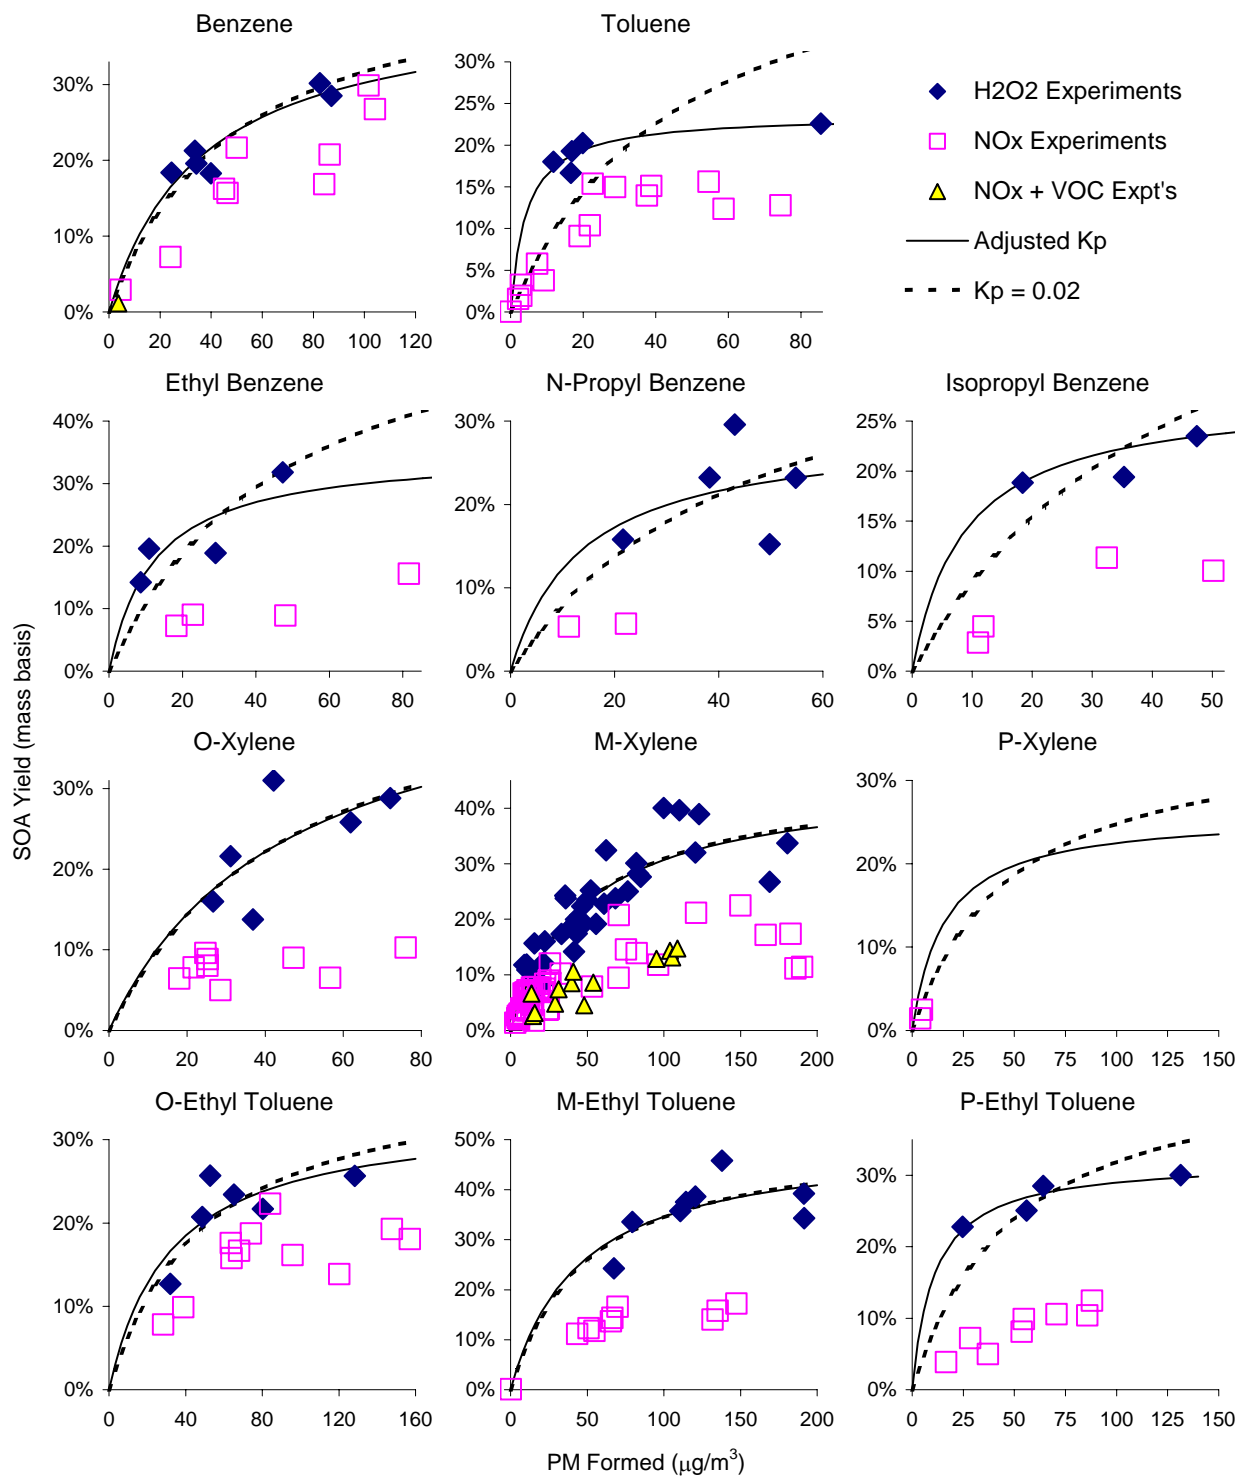 Benzene
Toluene
30%
20%
10%
0%
0 20 40 60 80 100 120
30%
25%
20%
15%
10%
5%
0%
0 20 40 60 80
H2O2 Experiments
NOx Experiments
NOx + VOC Expt's
Adjusted Kp
Kp = 0.02
Ethyl Benzene
N-Propyl Benzene
Isopropyl Benzene
40%
30%
20%
10%
0%
0 20 40 60 80
30%
25%
20%
15%
10%
5%
0%
0 20 40 60
25%
20%
15%
10%
5%
0%
0 10 20 30 40 50
SOA Yield (mass basis)
O-Xylene
M-Xylene
P-Xylene
30%
20%
10%
0%
0 20 40 60 80
40%
30%
20%
10%
0%
0 50 100 150 200
30%
20%
10%
0%
0 25 50 75 100 125 150
O-Ethyl Toluene
M-Ethyl Toluene
P-Ethyl Toluene
30%
20%
10%
0%
0 40 80 120 160
50%
40%
30%
20%
10%
0%
0 50 100 150 200
30%
20%
10%
0%
0 25 50 75 100 125 150
PM Formed (μg/m³)